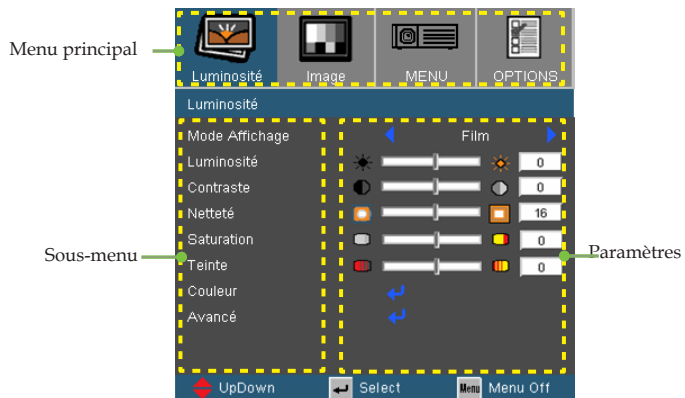 Menu principal
Luminosité Image MENU OPTIONS
Luminosité
Mode Affichage Film
Luminosité 0
Contraste 0
Netteté 16
Saturation 0
Teinte 0
Couleur
Avancé
Sous-menu
Paramètres
UpDown Select Menu Menu Off